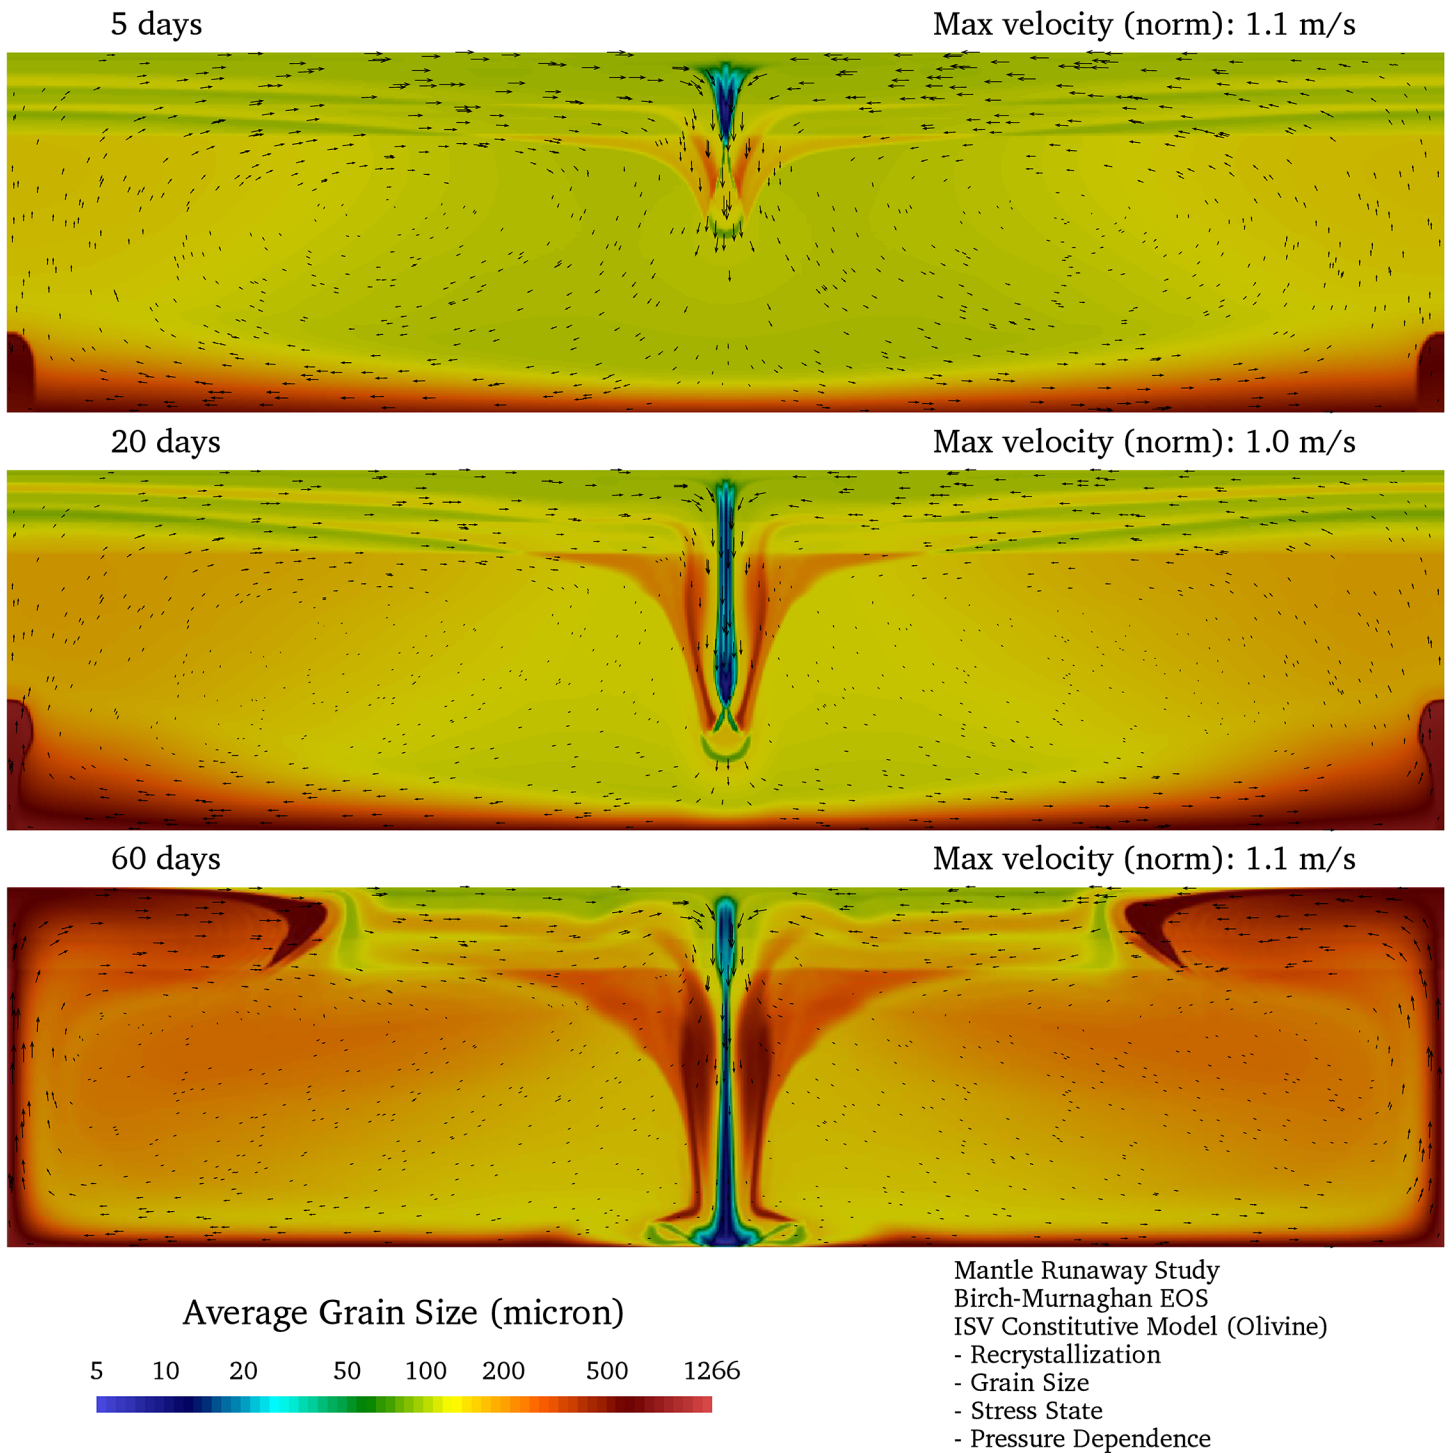 5 days Max velocity (norm): 1.1 m/s
20 days Max velocity (norm): 1.0 m/s
60 days Max velocity (norm): 1.1 m/s
Average Grain Size (micron)
5 10 20 50 100 200 500 1266
Mantle Runaway Study
Birch-Murnaghan EOS
ISV Constitutive Model (Olivine)
- Recrystallization
- Grain Size
- Stress State
- Pressure Dependence